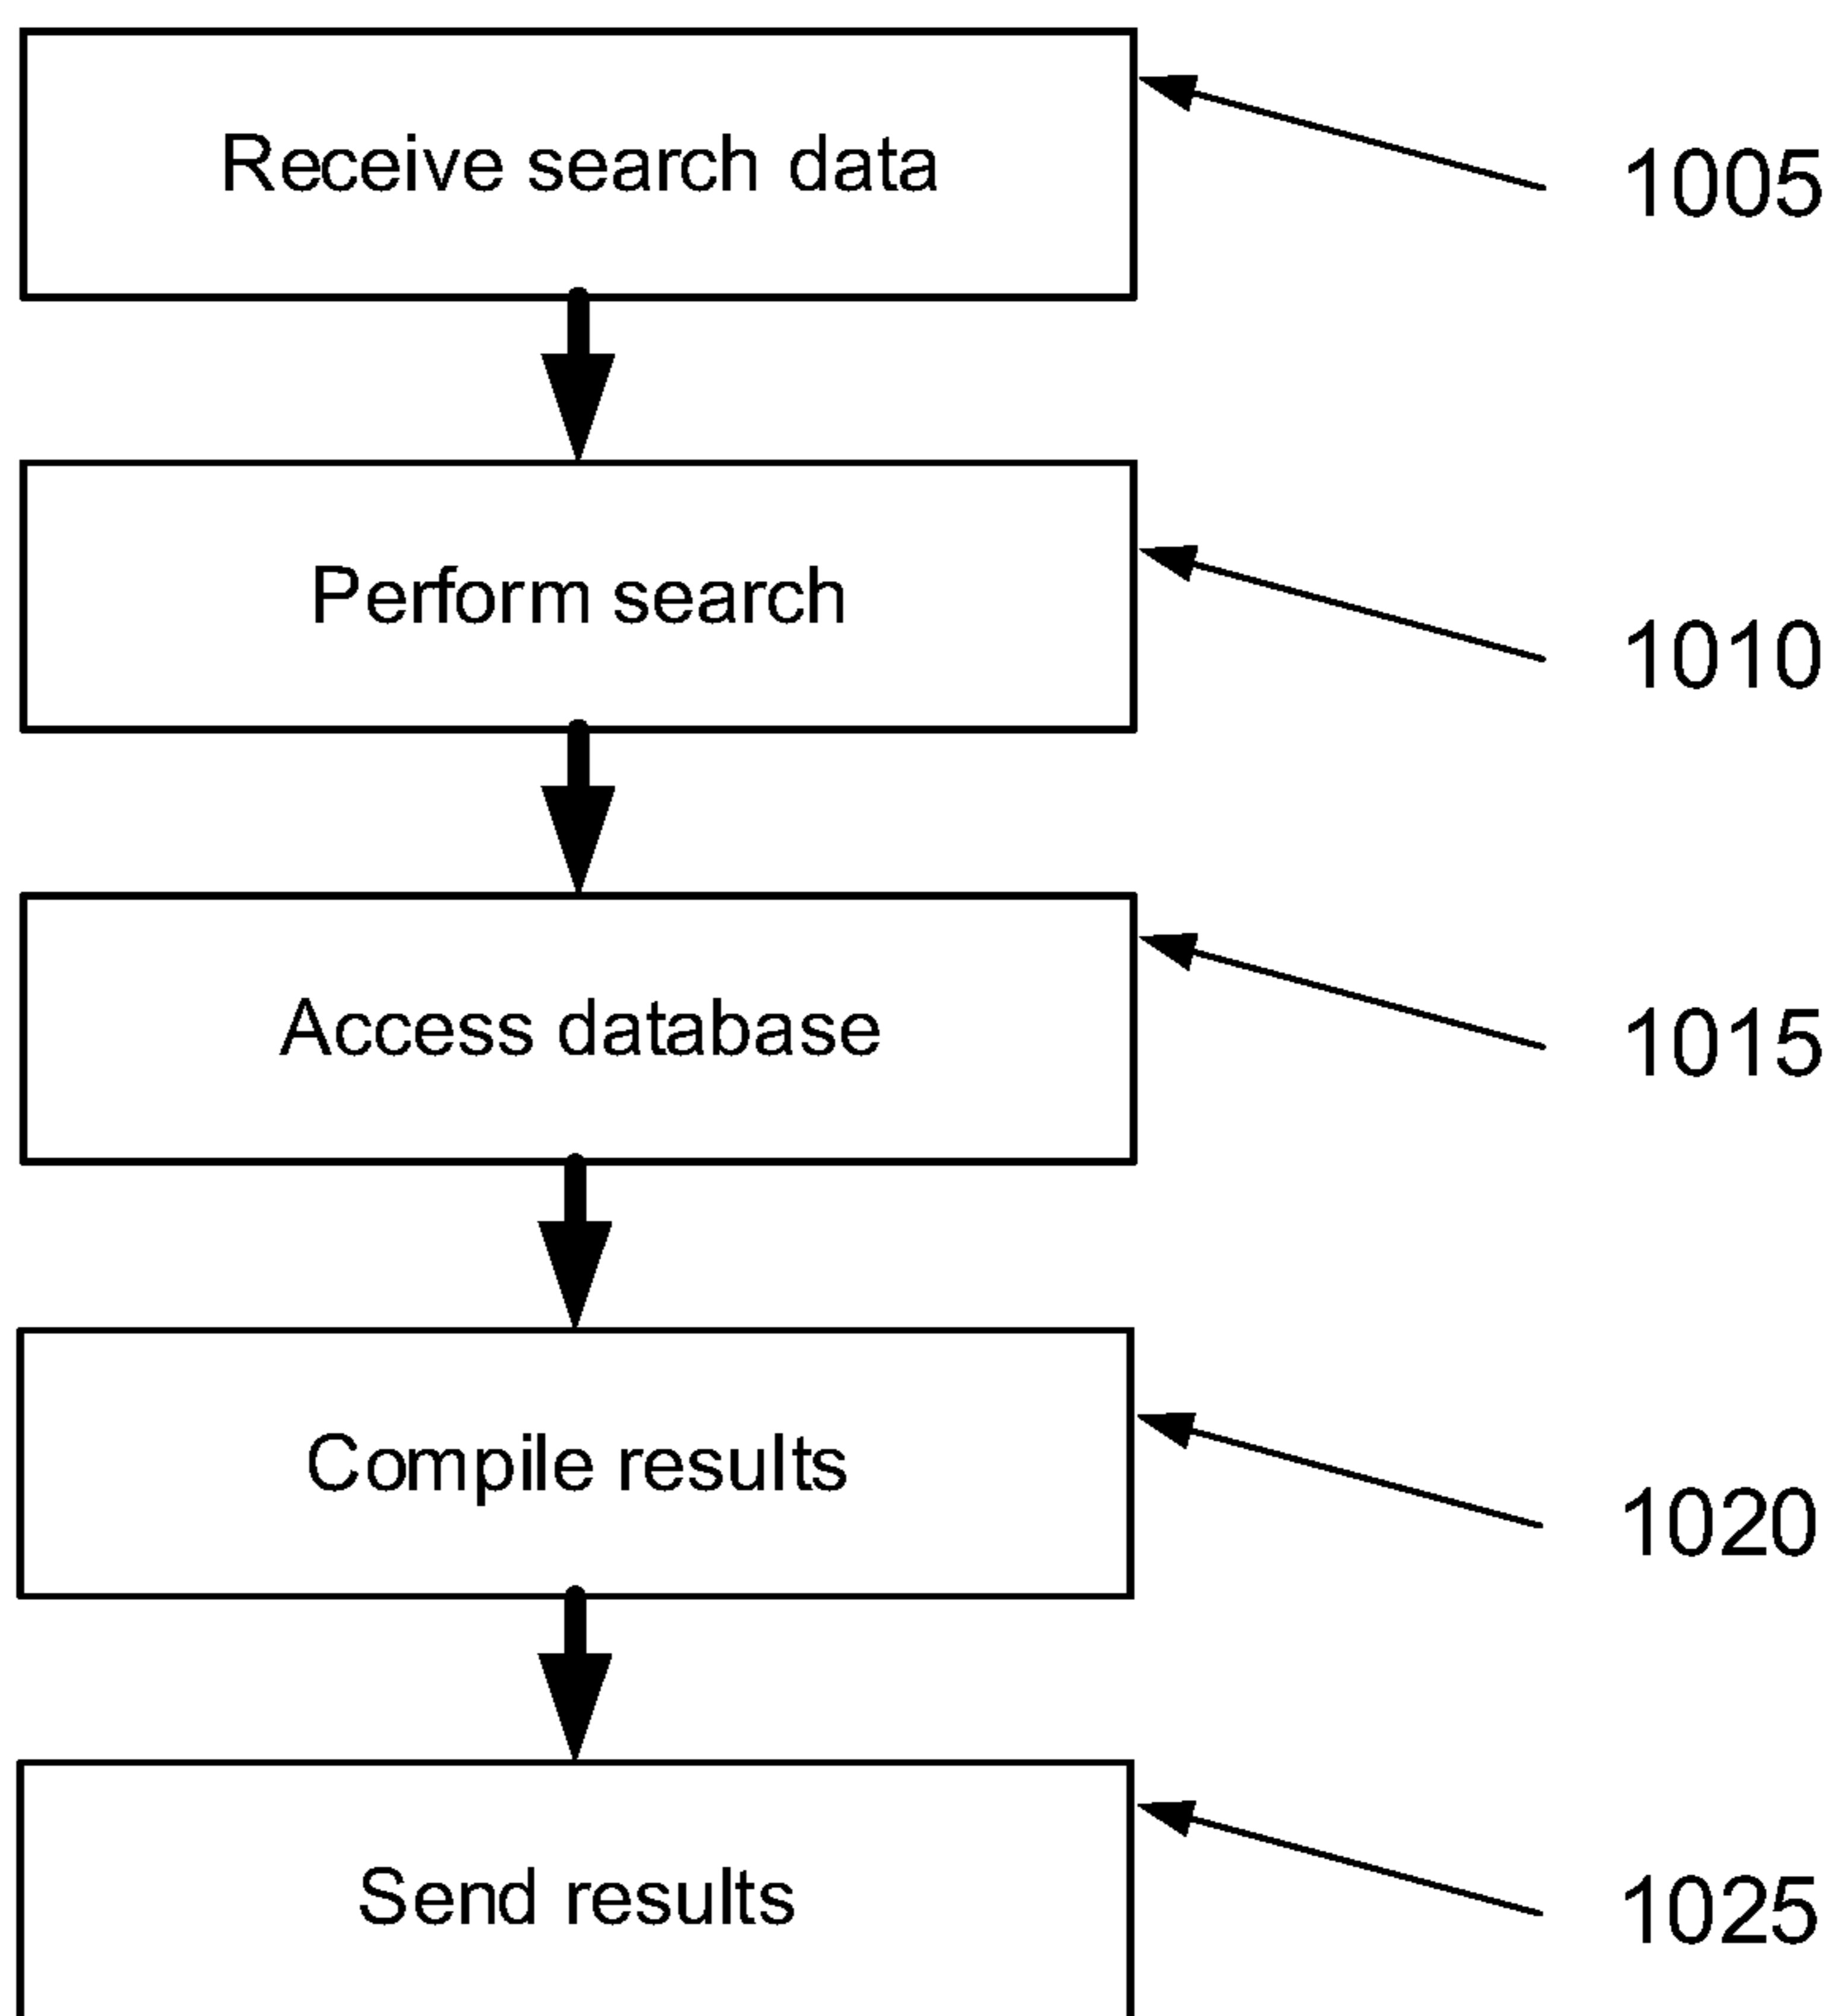 Receive search data
1005
Perform search
1010
Access database
1015
Compile results
1020
Send results
1025